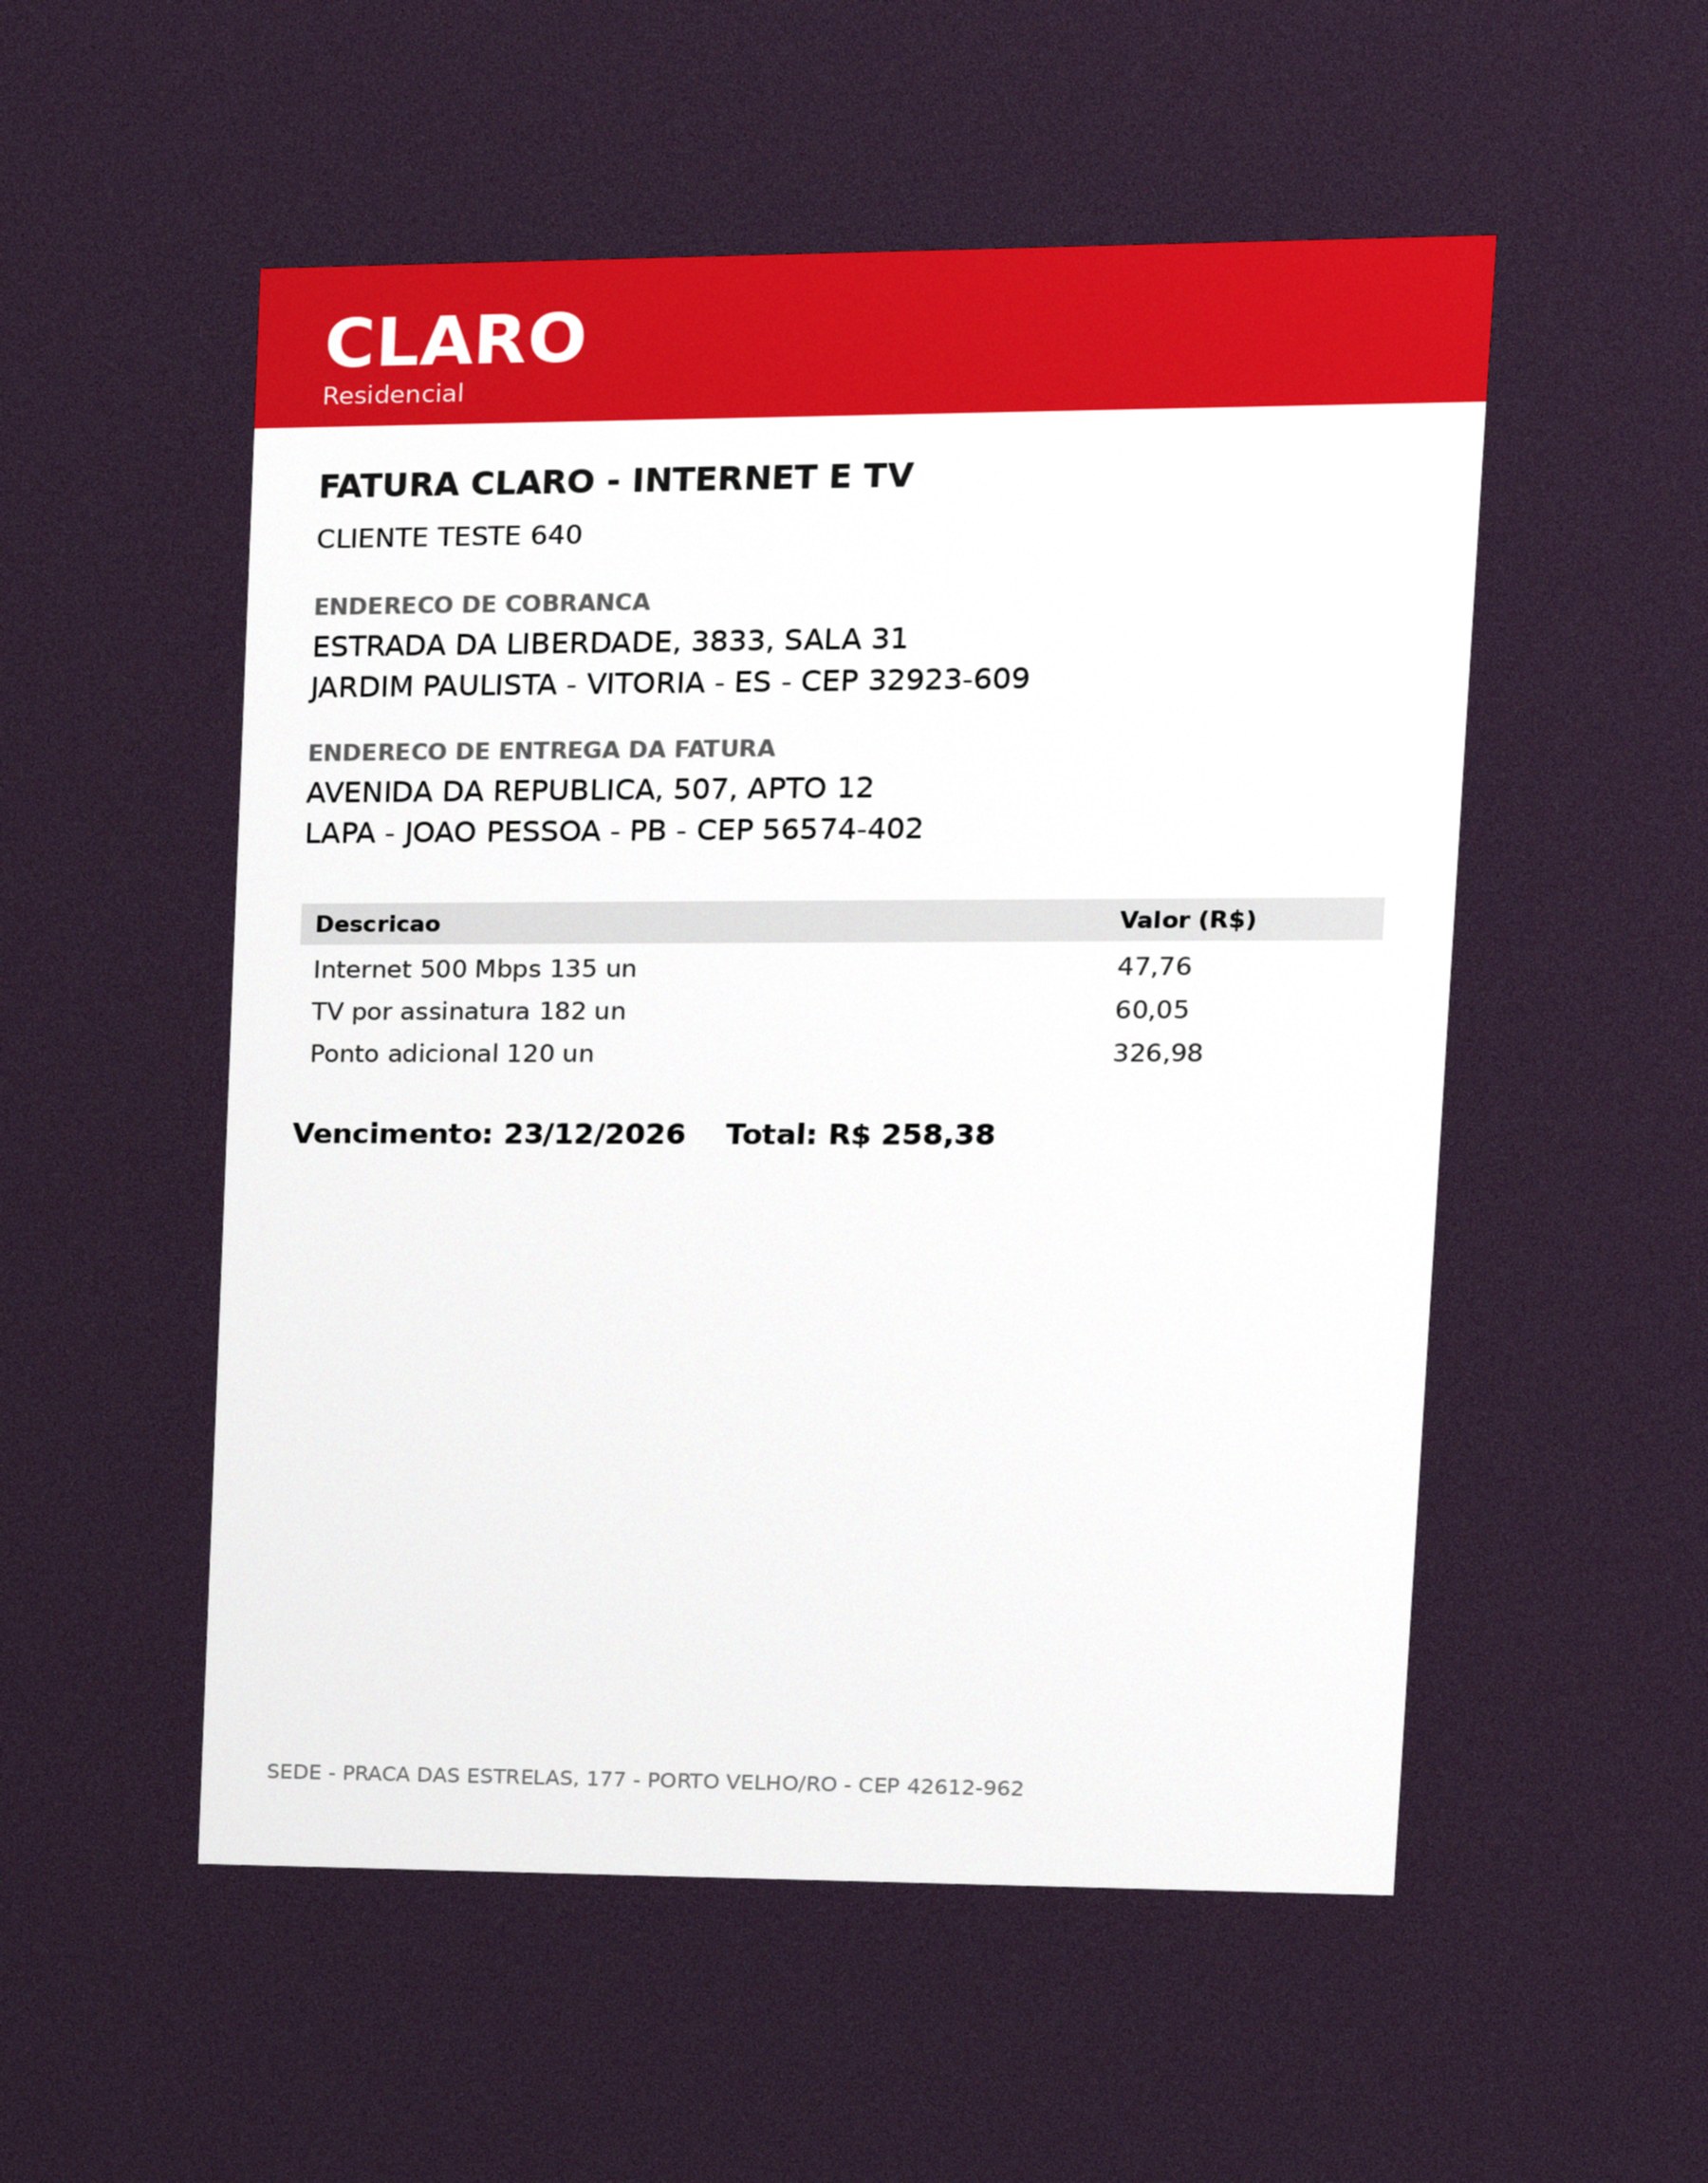 CLARO
Residencial
FATURA CLARO - INTERNET E TV
CLIENTE TESTE 640
ENDERECO DE COBRANCA
ESTRADA DA LIBERDADE, 3833, SALA 31
JARDIM PAULISTA - VITORIA - ES - CEP 32923-609
ENDERECO DE ENTREGA DA FATURA
AVENIDA DA REPUBLICA, 507, APTO 12
LAPA - JOAO PESSOA - PB - CEP 56574-402
Descricao Valor (R$)
Internet 500 Mbps 135 un 47,76
TV por assinatura 182 un 60,05
Ponto adicional 120 un 326,98
Vencimento: 23/12/2026 Total: R$ 258,38
SEDE - PRACA DAS ESTRELAS, 177 - PORTO VELHO/RO - CEP 42612-962